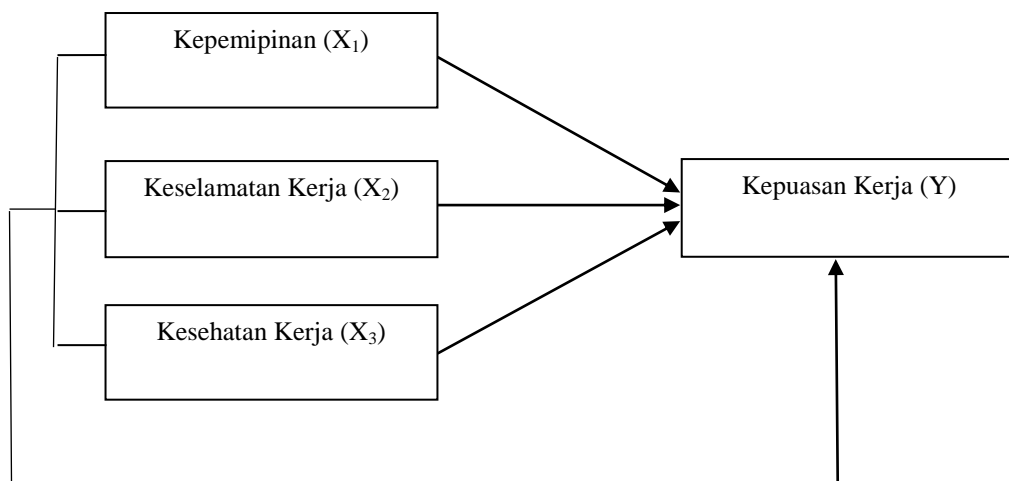 Kepemipinan (X₁)
Keselamatan Kerja (X₂)
Kepuasan Kerja (Y)
Kesehatan Kerja (X₃)